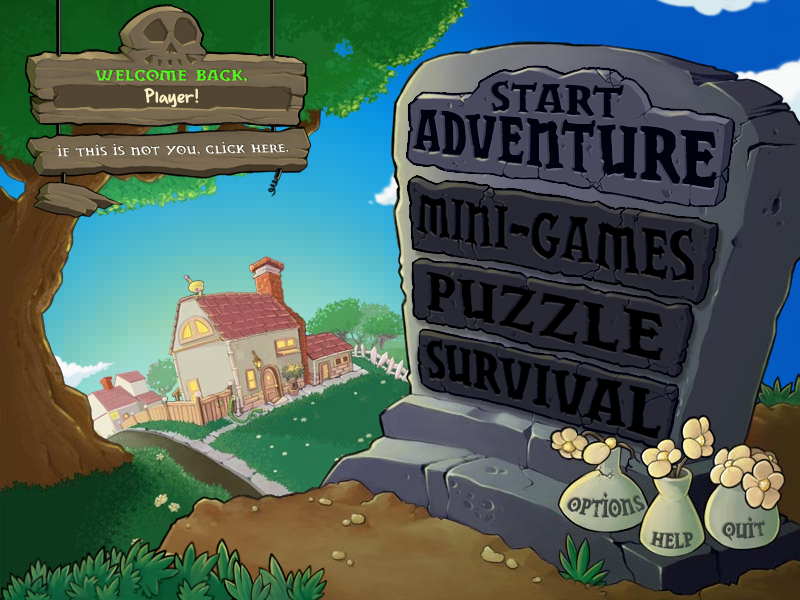 WELCOME BACK,
Player!
IF THIS IS NOT YOU, CLICK HERE.
START
ADVENTURE
MINI-GAMES
PUZZLE
SURVIVAL
OPTIONS
HELP
QUIT